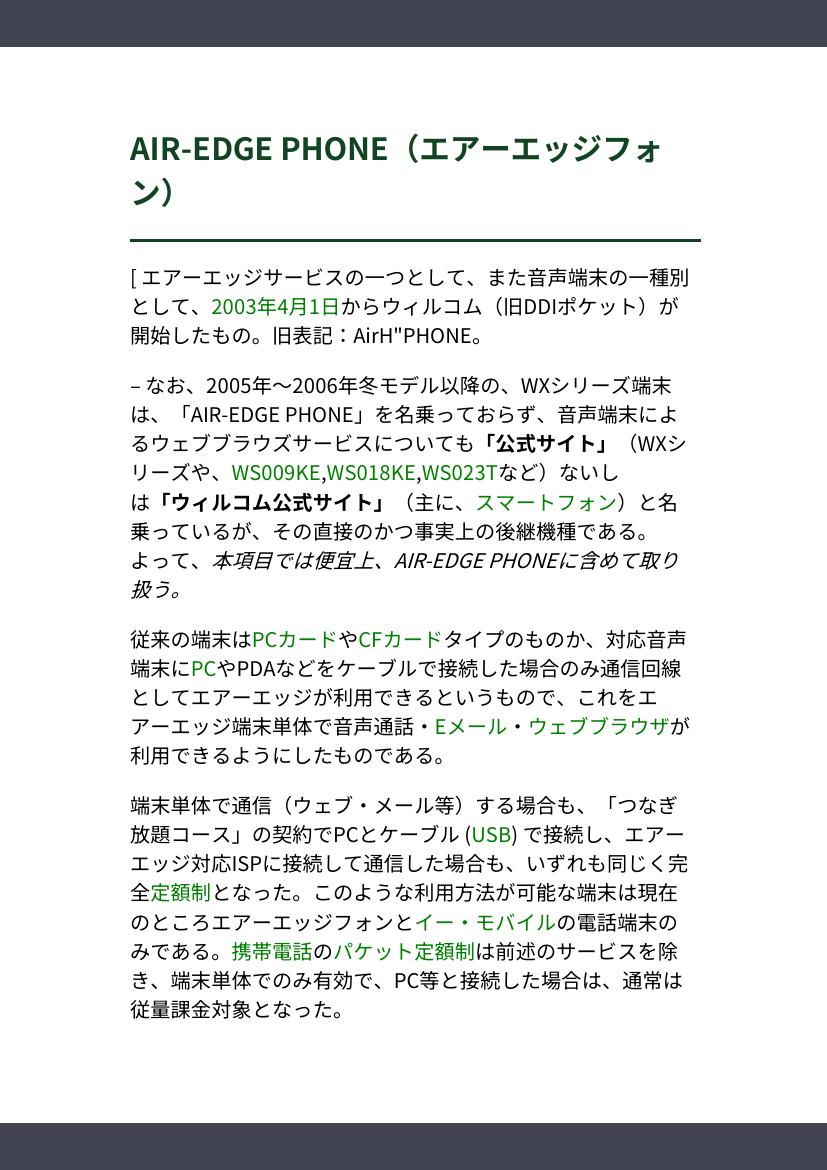 AIR-EDGE PHONE（エアーエッジフォ
ン）
[ エアーエッジサービスの一つとして、また音声端末の一種別
として、2003年4月1日からウィルコム（旧DDIポケット）が
開始したもの。旧表記：AirH"PHONE。
– なお、2005年〜2006年冬モデル以降の、WXシリーズ端末
は、「AIR-EDGE PHONE」を名乗っておらず、音声端末によ
るウェブブラウズサービスについても「公式サイト」（WXシ
リーズや、WS009KE,WS018KE,WS023Tなど）ないし
は「ウィルコム公式サイト」（主に、スマートフォン）と名
乗っているが、その直接のかつ事実上の後継機種である。
よって、本項目では便宜上、AIR-EDGE PHONEに含めて取り
扱う。
従来の端末はPCカードやCFカードタイプのものか、対応音声
端末にPCやPDAなどをケーブルで接続した場合のみ通信回線
としてエアーエッジが利用できるというもので、これをエ
アーエッジ端末単体で音声通話・Eメール・ウェブブラウザが
利用できるようにしたものである。
端末単体で通信（ウェブ・メール等）する場合も、「つなぎ
放題コース」の契約でPCとケーブル (USB) で接続し、エアー
エッジ対応ISPに接続して通信した場合も、いずれも同じく完
全定額制となった。このような利用方法が可能な端末は現在
のところエアーエッジフォンとイー・モバイルの電話端末の
みである。携帯電話のパケット定額制は前述のサービスを除
き、端末単体でのみ有効で、PC等と接続した場合は、通常は
従量課金対象となった。